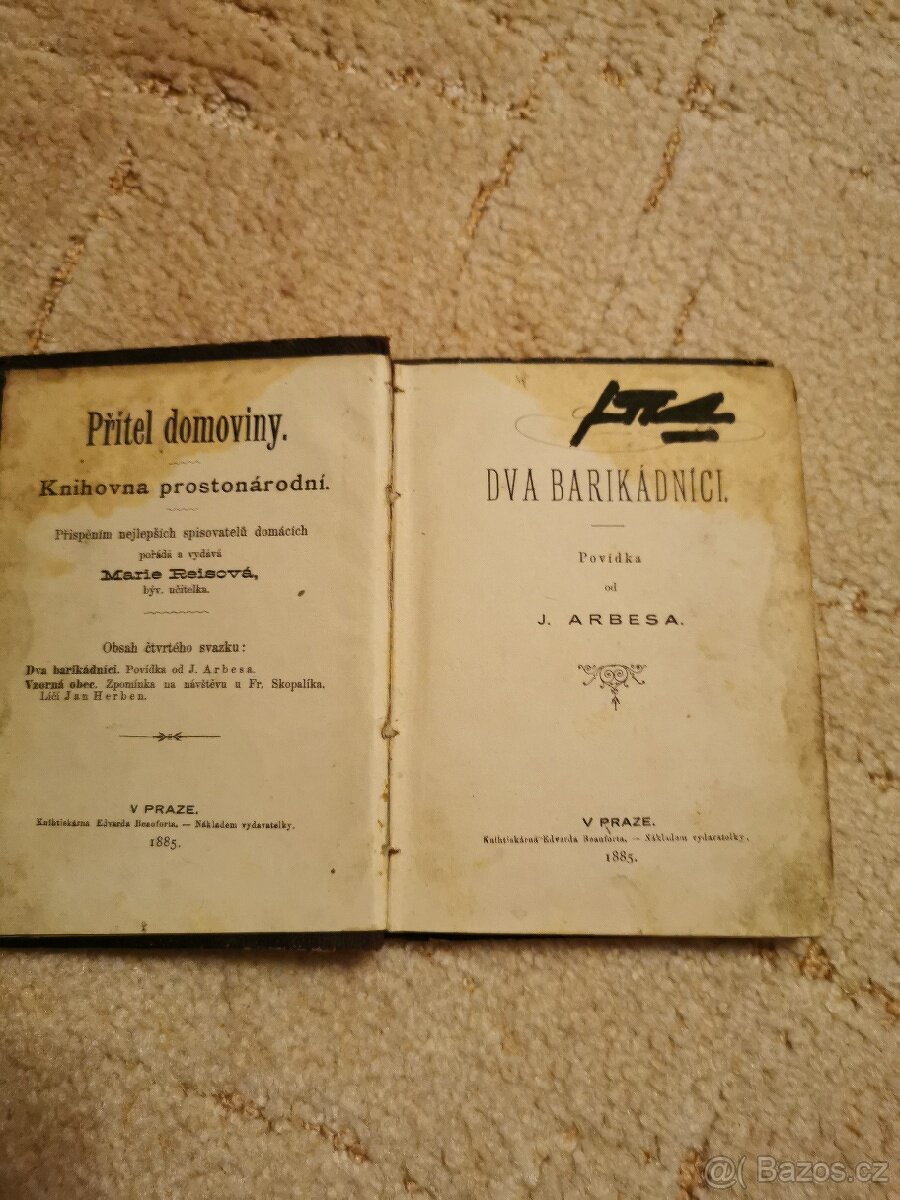 Přítel domoviny.
Knihovna prostonárodní.
Přispěním nejlepších spisovatelů domácích
pořádá a vydává
Marie Reisová,
býv. učitelka.
Obsah čtvrtého svazku:
Dva barikádníci. Povídka od J. Arbesa.
Vzorná obec. Zpomínka na návštěvu u Fr. Skopalíka.
Líčí Jan Herben.
V PRAZE.
Knihtiskárna Edvarda Beauforta. — Nákladem vydavatelky.
1885.
DVA BARIKÁDNÍCI.
Povídka
od
J. ARBESA.
V PRAZE.
Knihtiskárna Edvarda Beauforta. — Nákladem vydavatelky.
1885.
@( Bazos.cz